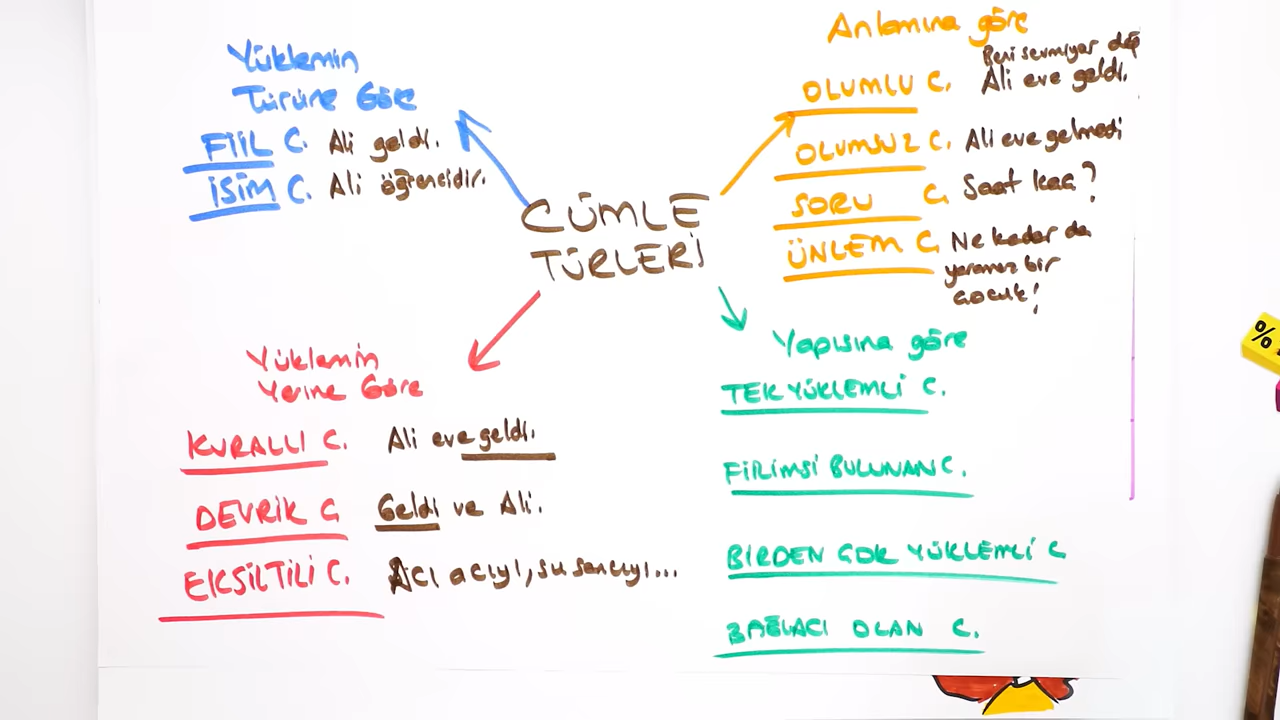 CÜMLE
TÜRLERİ
Yüklemin
Türüne Göre
FİİL C. Ali geldi.
İSİM C. Ali öğrencidir.
Anlamına göre
Beni sevmiyor değ
OLUMLU C. Ali eve geldi.
OLUMSUZ C. Ali eve gelmedi
SORU C. Saat kaç?
ÜNLEM C. Ne kadar da
yaramaz bir
çocuk!
Yüklemin
Yerine Göre
KURALLI C. Ali eve geldi.
DEVRİK C. Geldi ve Ali.
EKSİLTİLİ C. Acı acıyı, su sancıyı...
Yapısına göre
TEK YÜKLEMLİ C.
FİİLİMSİ BULUNAN C.
BİRDEN ÇOK YÜKLEMLİ C.
BAĞLACI OLAN C.
%